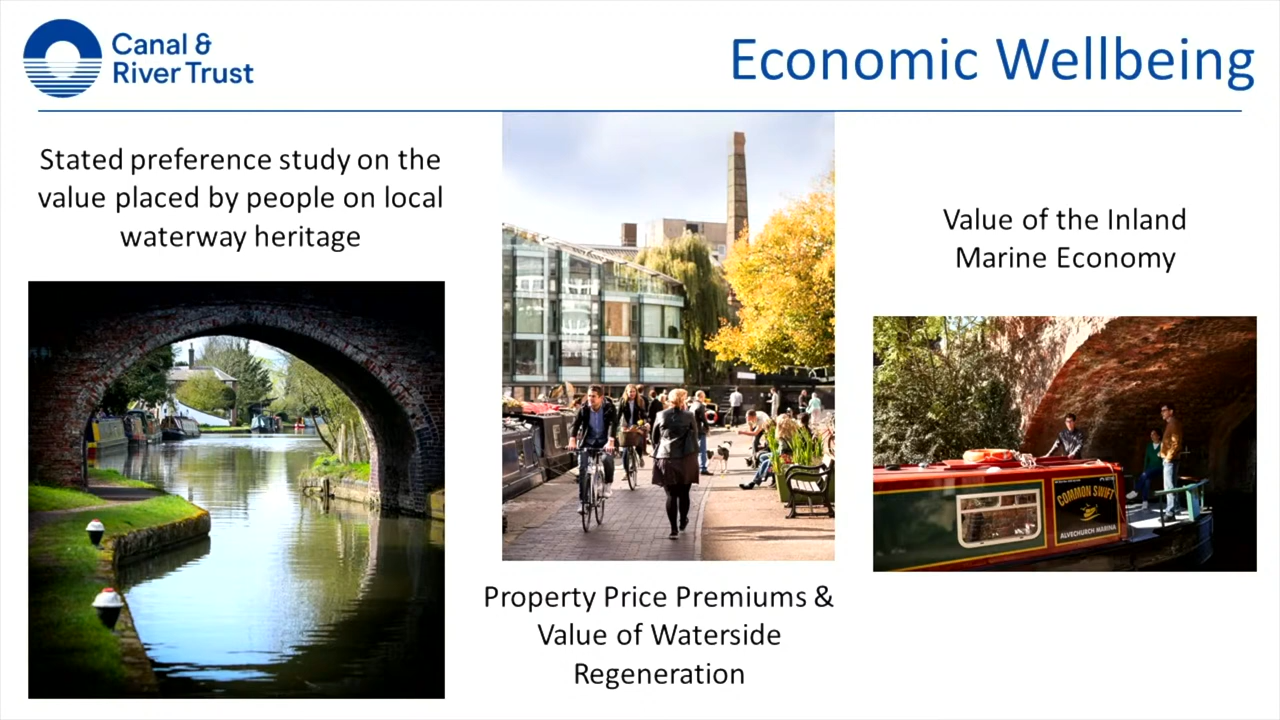 Canal &
River Trust
Economic Wellbeing
Stated preference study on the
value placed by people on local
waterway heritage
Property Price Premiums &
Value of Waterside
Regeneration
Value of the Inland
Marine Economy
COMMON SWIFT
ALVECHURCH MARINA